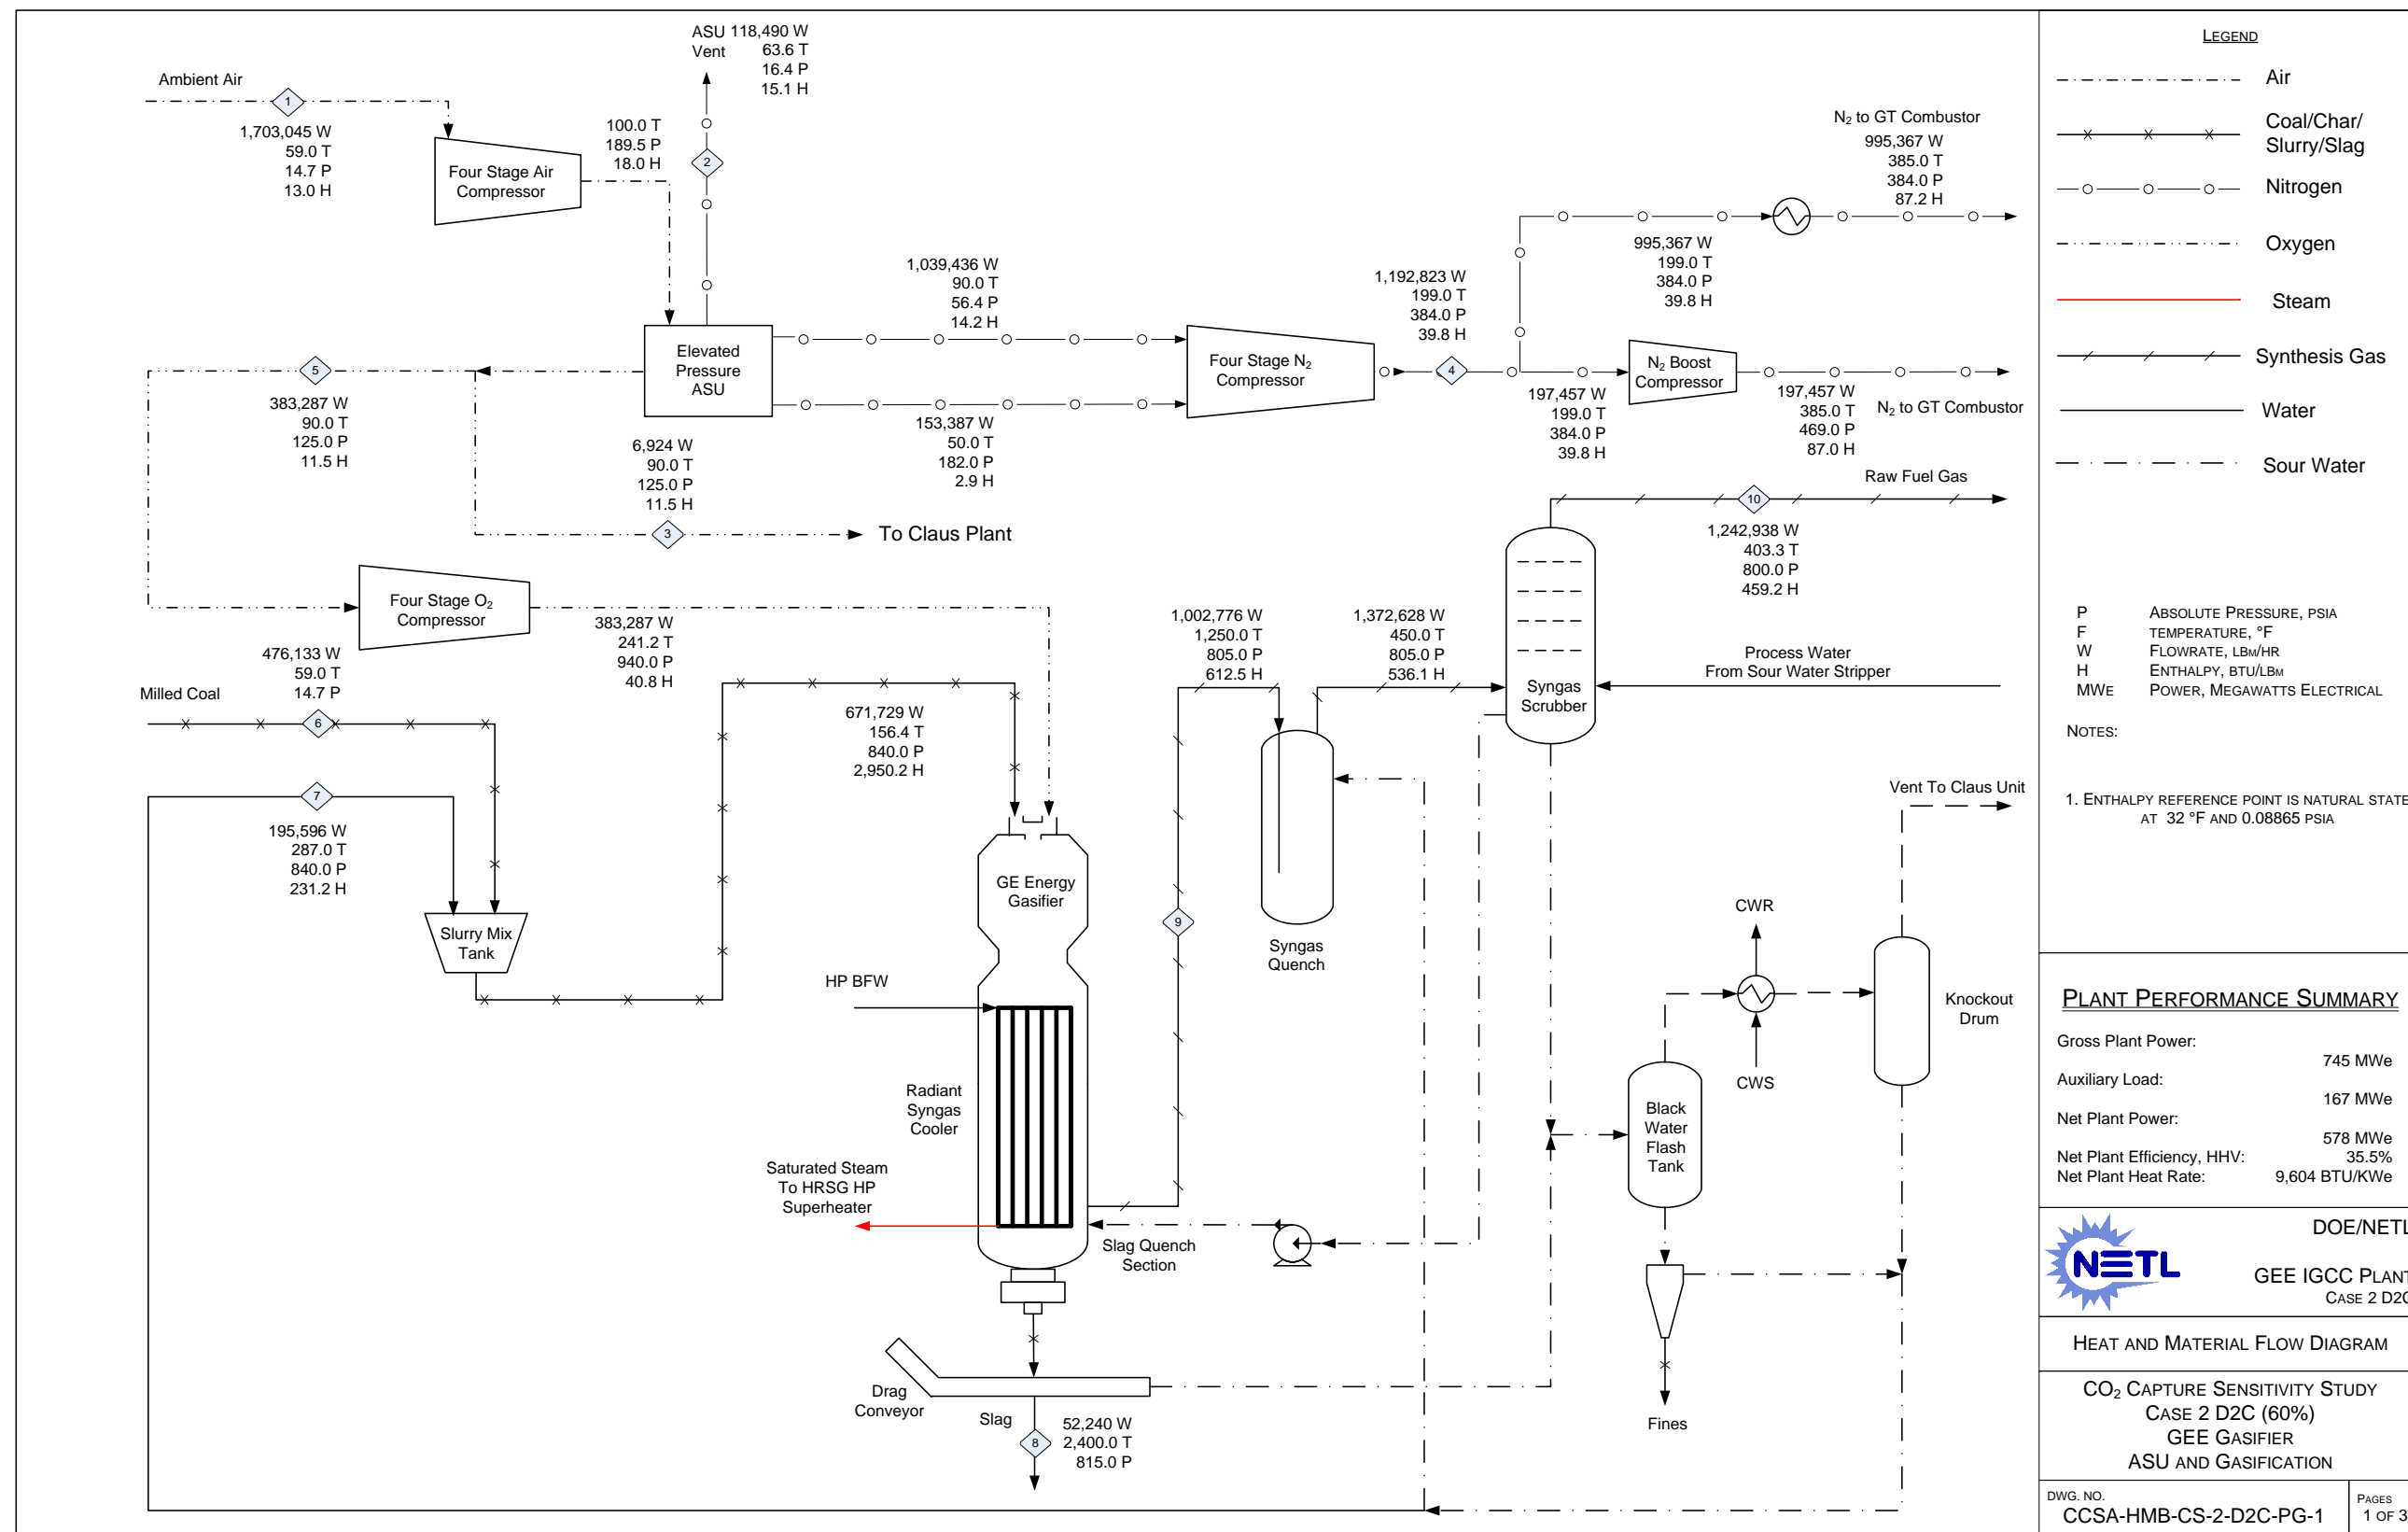 ASU 118,490 W
Vent 63.6 T
16.4 P
15.1 H
Ambient Air
1
1,703,045 W
59.0 T
14.7 P
13.0 H
Four Stage Air
Compressor
100.0 T
189.5 P
18.0 H
2
N2 to GT Combustor
995,367 W
385.0 T
384.0 P
87.2 H
1,039,436 W
90.0 T
56.4 P
14.2 H
995,367 W
199.0 T
384.0 P
39.8 H
1,192,823 W
199.0 T
384.0 P
39.8 H
Elevated
Pressure
ASU
Four Stage N2
Compressor
4
N2 Boost
Compressor
5
383,287 W
90.0 T
125.0 P
11.5 H
153,387 W
50.0 T
182.0 P
2.9 H
197,457 W
199.0 T
384.0 P
39.8 H
197,457 W
385.0 T
469.0 P
87.0 H
N2 to GT Combustor
6,924 W
90.0 T
125.0 P
11.5 H
3
To Claus Plant
Raw Fuel Gas
10
1,242,938 W
403.3 T
800.0 P
459.2 H
Four Stage O2
Compressor
383,287 W
241.2 T
940.0 P
40.8 H
476,133 W
59.0 T
14.7 P
Milled Coal
6
1,002,776 W
1,250.0 T
805.0 P
612.5 H
1,372,628 W
450.0 T
805.0 P
536.1 H
Process Water
From Sour Water Stripper
Syngas
Scrubber
671,729 W
156.4 T
840.0 P
2,950.2 H
7
195,596 W
287.0 T
840.0 P
231.2 H
Slurry Mix
Tank
GE Energy
Gasifier
9
Syngas
Quench
Vent To Claus Unit
CWR
CWS
Knockout
Drum
HP BFW
Radiant
Syngas
Cooler
Black
Water
Flash
Tank
Saturated Steam
To HRSG HP
Superheater
Slag Quench
Section
Drag
Conveyor
Slag
8
52,240 W
2,400.0 T
815.0 P
Fines
LEGEND
Air
Coal/Char/
Slurry/Slag
Nitrogen
Oxygen
Steam
Synthesis Gas
Water
Sour Water
P ABSOLUTE PRESSURE, PSIA
F TEMPERATURE, °F
W FLOWRATE, LBM/HR
H ENTHALPY, BTU/LBM
MWE POWER, MEGAWATTS ELECTRICAL
NOTES:
1. ENTHALPY REFERENCE POINT IS NATURAL STATE
AT 32 °F AND 0.08865 PSIA
PLANT PERFORMANCE SUMMARY
Gross Plant Power:
745 MWe
Auxiliary Load:
167 MWe
Net Plant Power:
578 MWe
Net Plant Efficiency, HHV: 35.5%
Net Plant Heat Rate: 9,604 BTU/KWe
NETL
DOE/NETL
GEE IGCC PLANT
CASE 2 D2C
HEAT AND MATERIAL FLOW DIAGRAM
CO2 CAPTURE SENSITIVITY STUDY
CASE 2 D2C (60%)
GEE GASIFIER
ASU AND GASIFICATION
DWG. NO.
CCSA-HMB-CS-2-D2C-PG-1
PAGES
1 OF 3